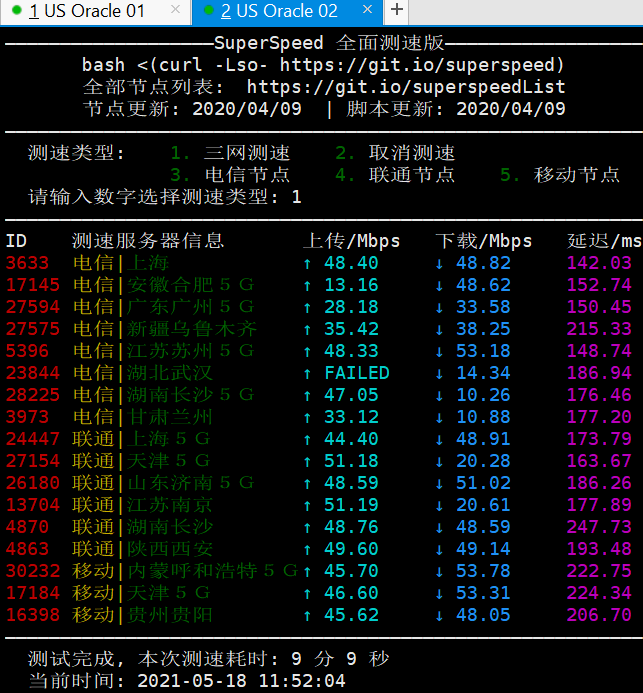 1 US Oracle 01 × 2 US Oracle 02 × +
SuperSpeed 全面测速版
bash <(curl -Lso- https://git.io/superspeed)
全部节点列表: https://git.io/superspeedList
节点更新: 2020/04/09 | 脚本更新: 2020/04/09
测速类型: 1. 三网测速 2. 取消测速
3. 电信节点 4. 联通节点 5. 移动节点
请输入数字选择测速类型: 1
ID 测速服务器信息 上传/Mbps 下载/Mbps 延迟/ms
3633 电信|上海 ↑ 48.40 ↓ 48.82 142.03
17145 电信|安徽合肥５Ｇ ↑ 13.16 ↓ 48.62 152.74
27594 电信|广东广州５Ｇ ↑ 28.18 ↓ 33.58 150.45
27575 电信|新疆乌鲁木齐 ↑ 35.42 ↓ 38.25 215.33
5396 电信|江苏苏州５Ｇ ↑ 48.33 ↓ 53.18 148.74
23844 电信|湖北武汉 ↑ FAILED ↓ 14.34 186.94
28225 电信|湖南长沙５Ｇ ↑ 47.05 ↓ 10.26 176.46
3973 电信|甘肃兰州 ↑ 33.12 ↓ 10.88 177.20
24447 联通|上海５Ｇ ↑ 44.40 ↓ 48.91 173.79
27154 联通|天津５Ｇ ↑ 51.18 ↓ 20.28 163.67
26180 联通|山东济南５Ｇ ↑ 48.59 ↓ 51.02 186.26
13704 联通|江苏南京 ↑ 51.19 ↓ 20.61 177.89
4870 联通|湖南长沙 ↑ 48.76 ↓ 48.59 247.73
4863 联通|陕西西安 ↑ 49.60 ↓ 49.14 193.48
30232 移动|内蒙呼和浩特５Ｇ ↑ 45.70 ↓ 53.78 222.75
17184 移动|天津５Ｇ ↑ 46.60 ↓ 53.31 224.34
16398 移动|贵州贵阳 ↑ 45.62 ↓ 48.05 206.70
测试完成, 本次测速耗时: 9 分 9 秒
当前时间: 2021-05-18 11:52:04